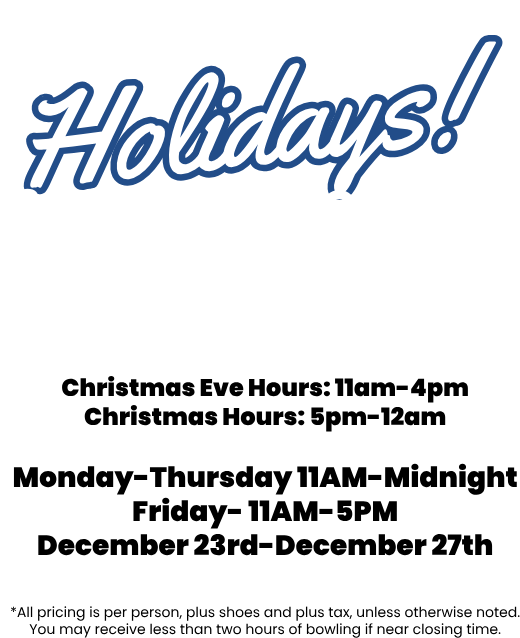 Holidays!
Christmas Eve Hours: 11am-4pm
Christmas Hours: 5pm-12am
Monday-Thursday 11AM-Midnight
Friday- 11AM-5PM
December 23rd-December 27th
*All pricing is per person, plus shoes and plus tax, unless otherwise noted.
You may receive less than two hours of bowling if near closing time.